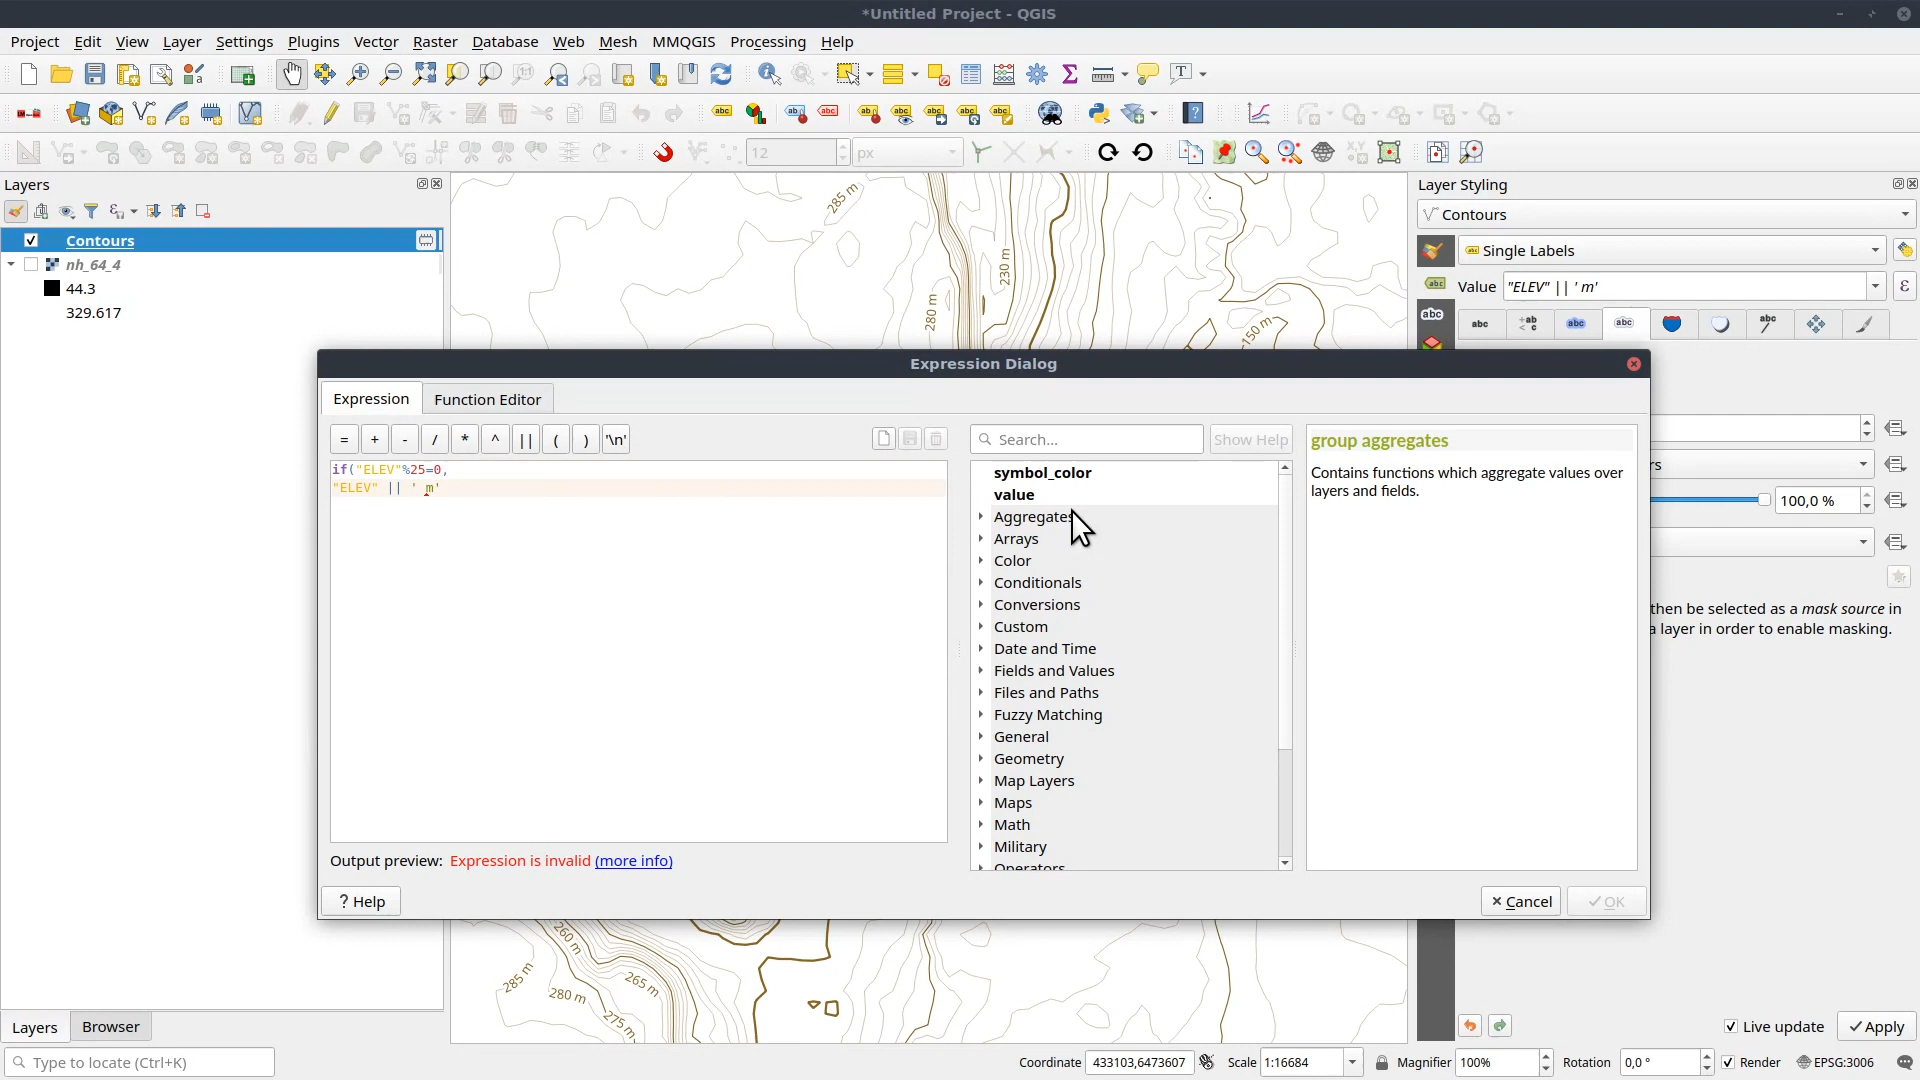 *Untitled Project - QGIS
Project Edit View Layer Settings Plugins Vector Raster Database Web Mesh MMQGIS Processing Help
12 px
Layers
Contours
nh_64_4
44.3
329.617
285 m
280 m
230 m
150 m
Layer Styling
Contours
Single Labels
Value "ELEV" || ' m'
Expression Dialog
Expression Function Editor
= + - / * ^ || ( ) '\n'
if("ELEV"%25=0,
"ELEV" || ' m'
Output preview: Expression is invalid (more info)
Search... Show Help
symbol_color
value
Aggregates
Arrays
Color
Conditionals
Conversions
Custom
Date and Time
Fields and Values
Files and Paths
Fuzzy Matching
General
Geometry
Map Layers
Maps
Math
Military
Operators
group aggregates
Contains functions which aggregate values over
layers and fields.
? Help
Cancel OK
rs
100,0 %
then be selected as a mask source in
a layer in order to enable masking.
260 m
285 m
280 m
265 m
275 m
Layers Browser
Live update Apply
Type to locate (Ctrl+K)
Coordinate 433103,6473607 Scale 1:16684 Magnifier 100% Rotation 0,0 ° Render EPSG:3006